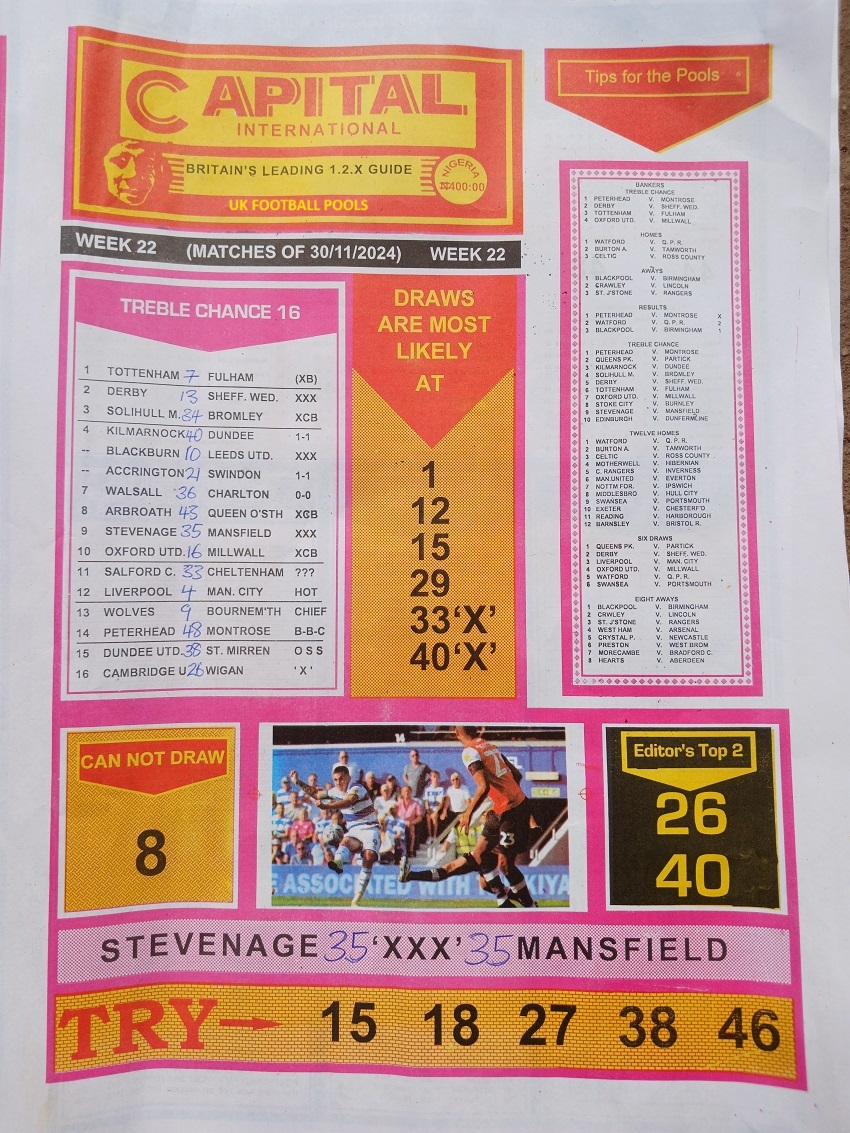 CAPITAL
INTERNATIONAL
BRITAIN'S LEADING 1.2.X GUIDE
NIGERIA
₦400:00
UK FOOTBALL POOLS
WEEK 22 (MATCHES OF 30/11/2024) WEEK 22
TREBLE CHANCE 16
1 TOTTENHAM 7 FULHAM (XB)
2 DERBY 13 SHEFF. WED. XXX
3 SOLIHULL M. 34 BROMLEY XCB
4 KILMARNOCK 40 DUNDEE 1-1
-- BLACKBURN 10 LEEDS UTD. XXX
-- ACCRINGTON 21 SWINDON 1-1
7 WALSALL 36 CHARLTON 0-0
8 ARBROATH 43 QUEEN O'STH XCB
9 STEVENAGE 35 MANSFIELD XXX
10 OXFORD UTD. 16 MILLWALL XCB
11 SALFORD C. 33 CHELTENHAM ???
12 LIVERPOOL 4 MAN. CITY HOT
13 WOLVES 9 BOURNEM'TH CHIEF
14 PETERHEAD 48 MONTROSE B-B-C
15 DUNDEE UTD. 38 ST. MIRREN O S S
16 CAMBRIDGE U 26 WIGAN 'X'
DRAWS
ARE MOST
LIKELY
AT
1
12
15
29
33'X'
40'X'
Tips for the Pools
BANKERS
TREBLE CHANCE
1 PETERHEAD V. MONTROSE
2 DERBY V. SHEFF. WED.
3 TOTTENHAM V. FULHAM
4 OXFORD UTD. V. MILLWALL
HOMES
1 WATFORD V. Q. P. R.
2 BURTON A. V. TAMWORTH
3 CELTIC V. ROSS COUNTY
AWAYS
1 BLACKPOOL V. BIRMINGHAM
2 CRAWLEY V. LINCOLN
3 ST. J'STONE V. RANGERS
RESULTS
1 PETERHEAD V. MONTROSE X
2 WATFORD V. Q. P. R. 2
3 BLACKPOOL V. BIRMINGHAM 1
TREBLE CHANCE
1 PETERHEAD V. MONTROSE
2 QUEENS PK. V. PARTICK
3 KILMARNOCK V. DUNDEE
4 SOLIHULL M. V. BROMLEY
5 DERBY V. SHEFF. WED.
6 TOTTENHAM V. FULHAM
7 OXFORD UTD. V. MILLWALL
8 STOKE CITY V. BURNLEY
9 STEVENAGE V. MANSFIELD
10 EDINBURGH V. DUNFERMLINE
TWELVE HOMES
1 WATFORD V. Q. P. R.
2 BURTON A. V. TAMWORTH
3 CELTIC V. ROSS COUNTY
4 MOTHERWELL V. HIBERNIAN
5 C. RANGERS V. INVERNESS
6 MAN.UNITED V. EVERTON
7 NOTTM FOR. V. IPSWICH
8 MIDDLESBRO V. HULL CITY
9 SWANSEA V. PORTSMOUTH
10 EXETER V. CHESTERF'D
11 READING V. HARBOROUGH
12 BARNSLEY V. BRISTOL R.
SIX DRAWS
1 QUEENS PK. V. PARTICK
2 DERBY V. SHEFF. WED.
3 LIVERPOOL V. MAN. CITY
4 OXFORD UTD. V. MILLWALL
5 WATFORD V. Q. P. R.
6 SWANSEA V. PORTSMOUTH
EIGHT AWAYS
1 BLACKPOOL V. BIRMINGHAM
2 CRWLEY V. LINCOLN
3 ST. J'STONE V. RANGERS
4 WEST HAM V. ARSENAL
5 CRYSTAL P. V. NEWCASTLE
6 PRESTON V. WEST BROM
7 MORECAMBE V. BRADFORD C.
8 HEARTS V. ABERDEEN
CAN NOT DRAW
8
14
23
E ASSOCIATED WITH KIYA
Editor's Top 2
26
40
STEVENAGE 35 'XXX' 35 MANSFIELD
TRY 15 18 27 38 46